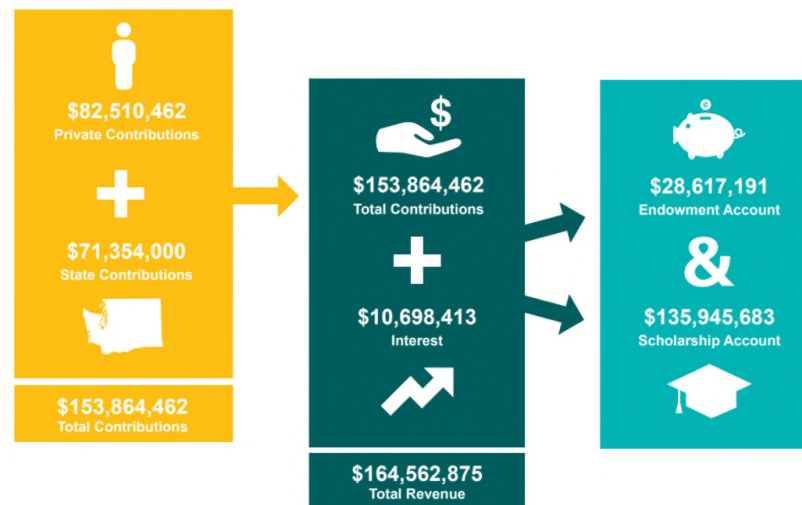 $82,510,462
Private Contributions
+
$71,354,000
State Contributions
$153,864,462
Total Contributions
$
$153,864,462
Total Contributions
+
$10,698,413
Interest
$164,562,875
Total Revenue
$28,617,191
Endowment Account
&
$135,945,683
Scholarship Account